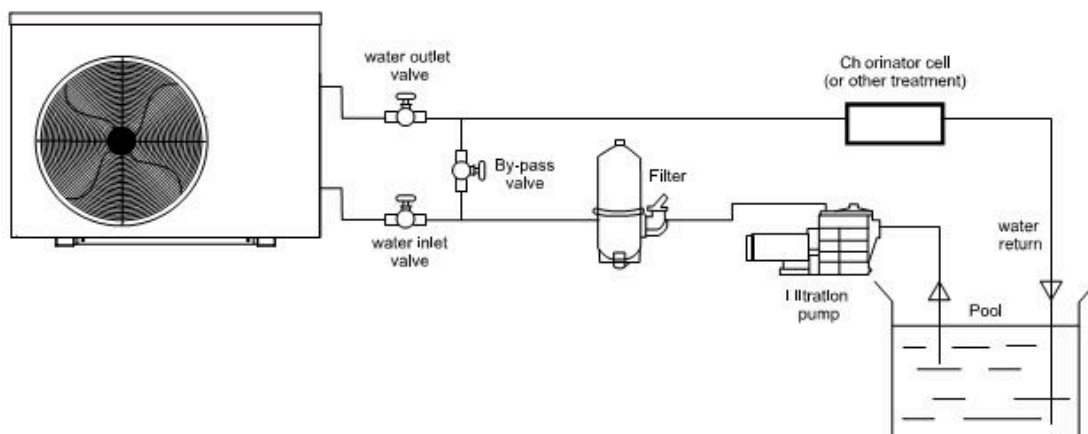 water outlet
valve
Ch orinator cell
(or other treatment)
By-pass
valve
Filter
water inlet
valve
water
return
I iltration
pump
Pool